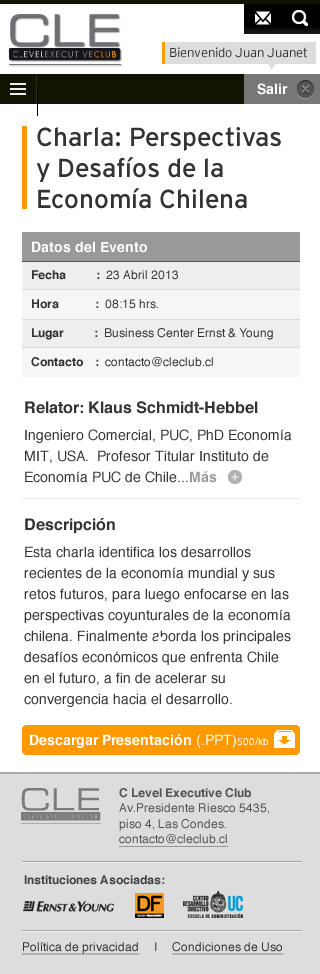 CLE
C.LEVELEXECUTIVECLUB
Bienvenido Juan Juanet
Salir
Charla: Perspectivas
y Desafíos de la
Economía Chilena
Datos del Evento
Fecha : 23 Abril 2013
Hora : 08:15 hrs.
Lugar : Business Center Ernst & Young
Contacto : contacto@cleclub.cl
Relator: Klaus Schmidt-Hebbel
Ingeniero Comercial, PUC, PhD Economía
MIT, USA. Profesor Titular Instituto de
Economía PUC de Chile...Más
Descripción
Esta charla identifica los desarrollos
recientes de la economía mundial y sus
retos futuros, para luego enfocarse en las
perspectivas coyunturales de la economía
chilena. Finalmente aborda los principales
desafíos económicos que enfrenta Chile
en el futuro, a fin de acelerar su
convergencia hacia el desarrollo.
Descargar Presentación (.PPT)500/kb
CLE
C.LEVELEXECUTIVECLUB
C Level Executive Club
Av.Presidente Riesco 5435,
piso 4, Las Condes.
contacto@cleclub.cl
Instituciones Asociadas:
ERNST & YOUNG
DF
DIARIO FINANCIERO
CENTRO
DESARROLLO
DIRECTIVO
UC
ESCUELA DE ADMINISTRACIÓN
Política de privacidad | Condiciones de Uso